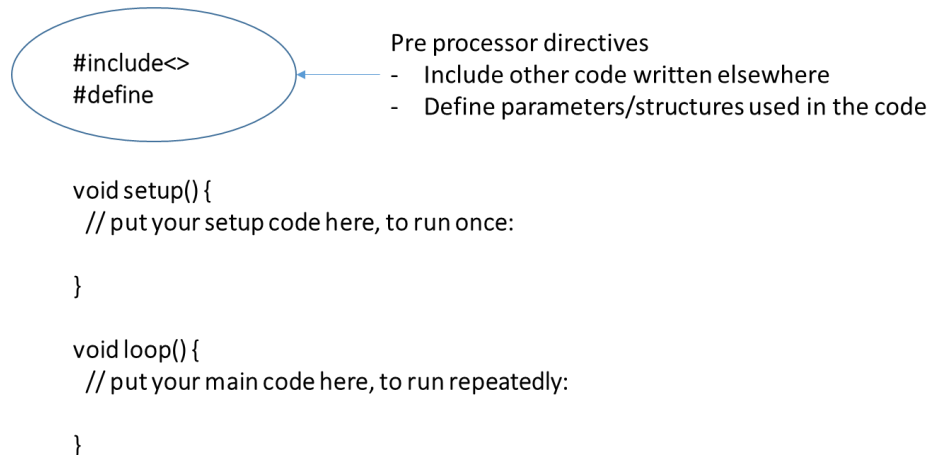 #include<>
#define
Pre processor directives
- Include other code written elsewhere
- Define parameters/structures used in the code
void setup() {
// put your setup code here, to run once:
}
void loop() {
// put your main code here, to run repeatedly:
}